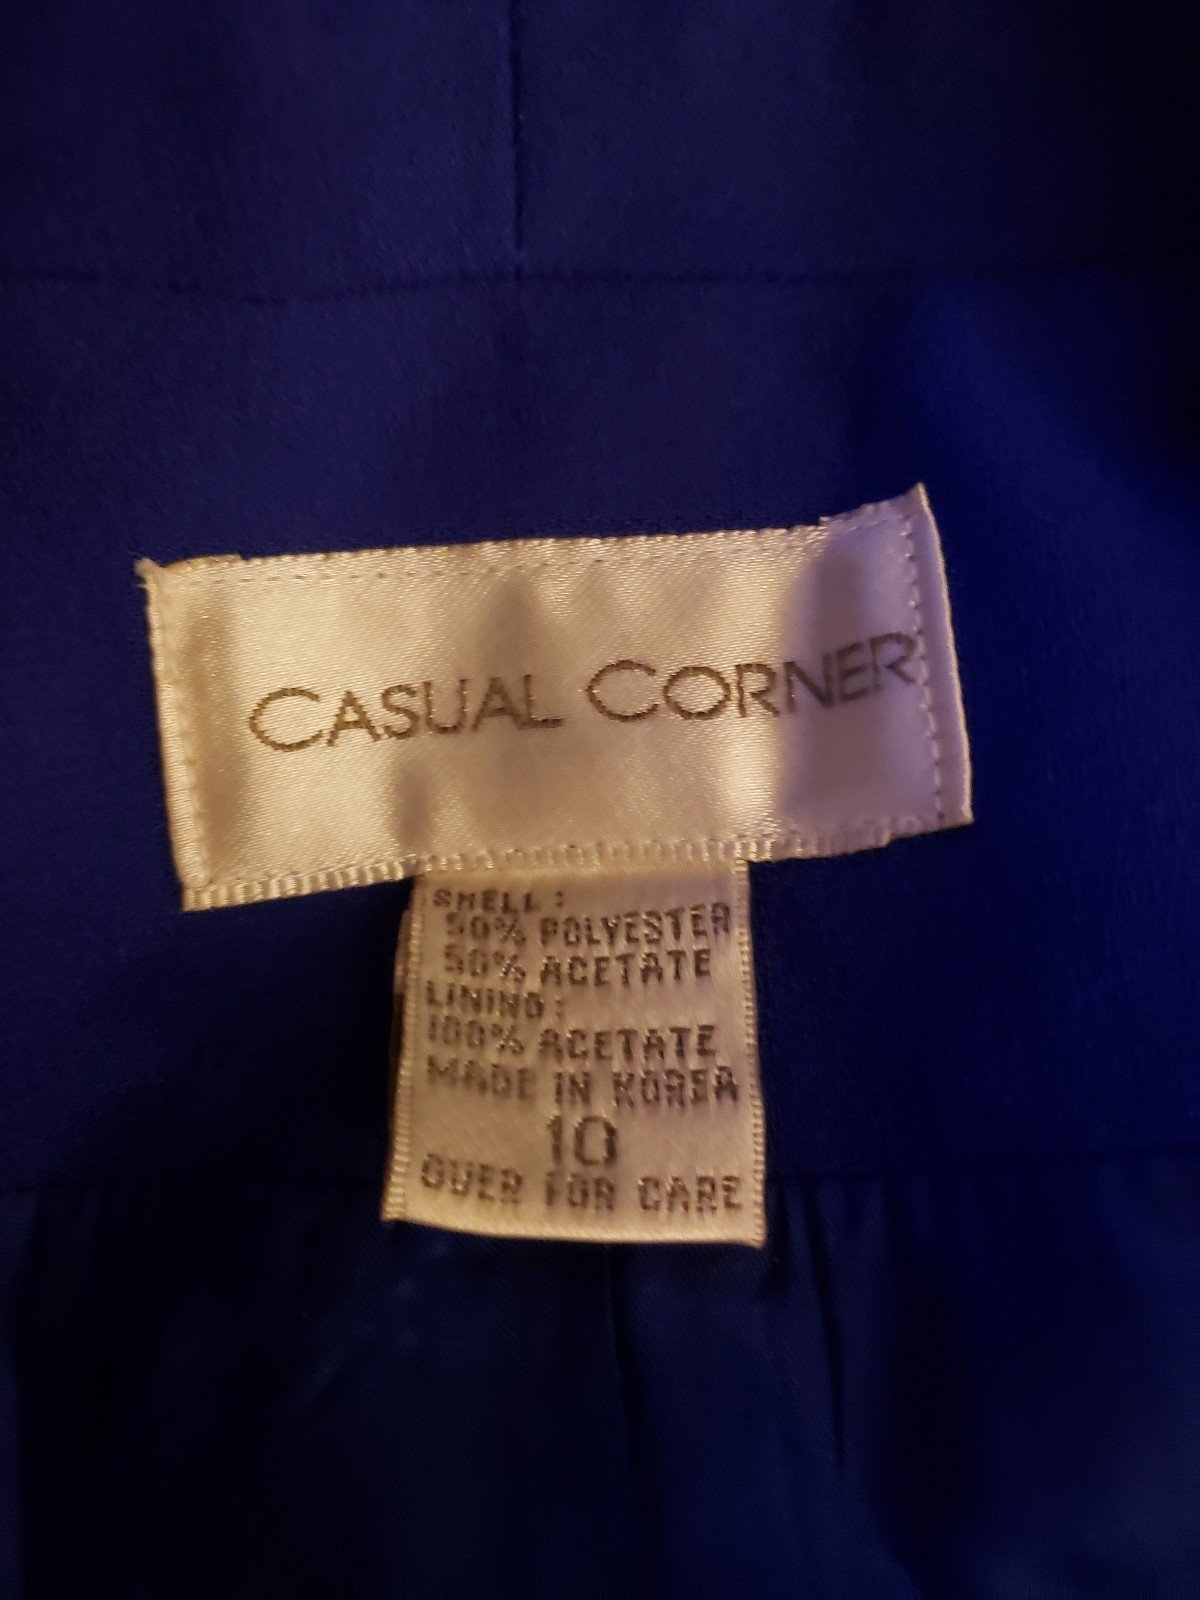 CASUAL CORNER
SHELL:
50% POLYESTER
50% ACETATE
LINING:
100% ACETATE
MADE IN KOREA
10
OVER FOR CARE